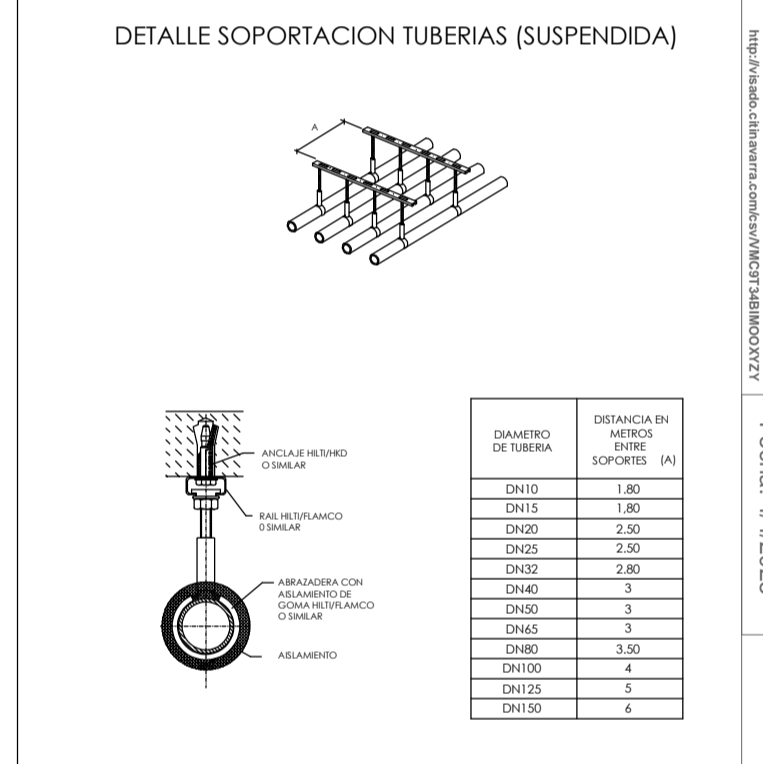 DETALLE SOPORTACION TUBERIAS (SUSPENDIDA)
A
ANCLAJE HILTI/HKD
O SIMILAR
RAIL HILTI/FLAMCO
0 SIMILAR
ABRAZADERA CON
AISLAMIENTO DE
GOMA HILTI/FLAMCO
O SIMILAR
AISLAMIENTO
DIAMETRO
DE TUBERIA
DISTANCIA EN
METROS
ENTRE
SOPORTES (A)
DN10 1.80
DN15 1,80
DN20 2.50
DN25 2.50
DN32 2.80
DN40 3
DN50 3
DN65 3
DN80 3.50
DN100 4
DN125 5
DN150 6
http://visado.citinavarra.com/csv/VMC9T34BIMOOXYZY